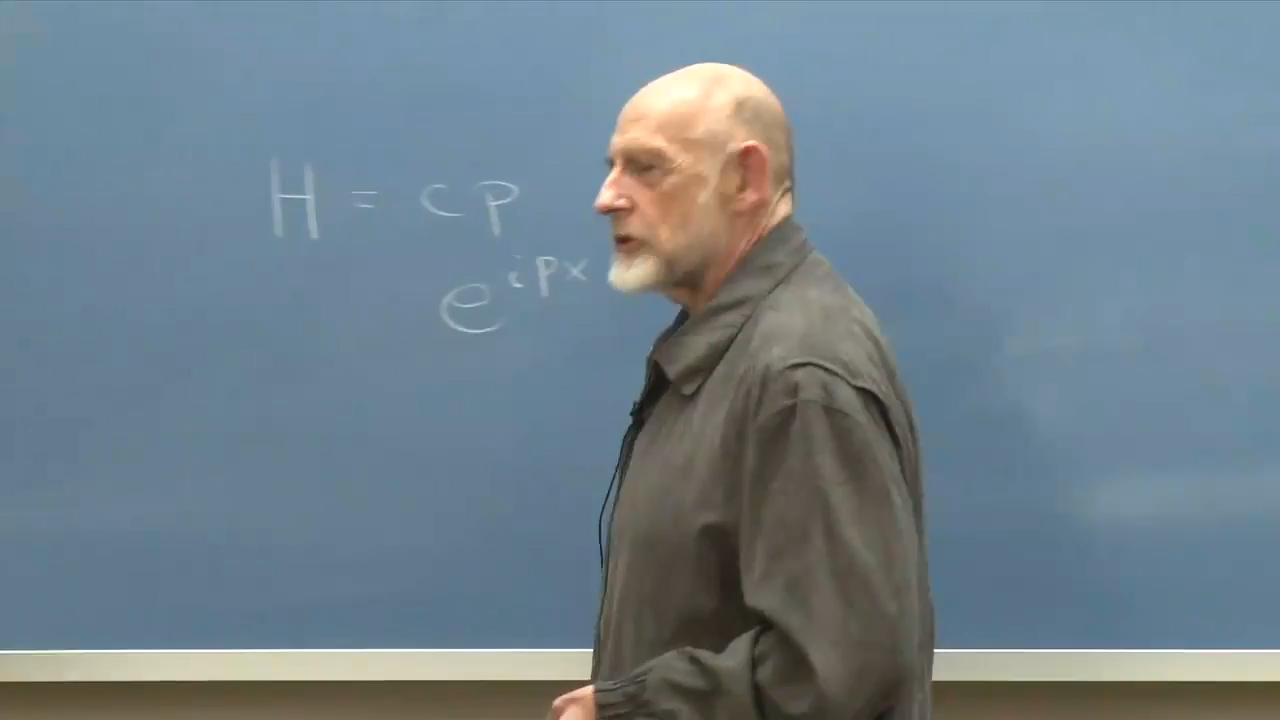 H = cp
e^{ipx}